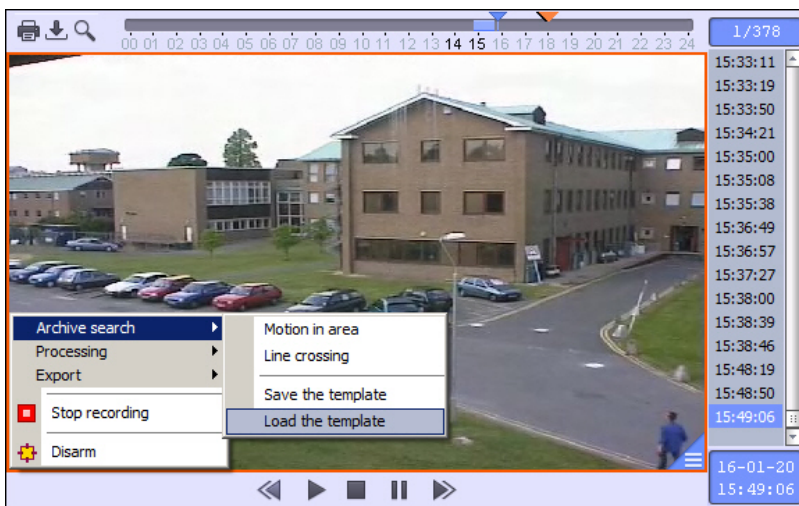 00 01 02 03 04 05 06 07 08 09 10 11 12 13 14 15 16 17 18 19 20 21 22 23 24
1/378
15:33:11
15:33:19
15:33:50
15:34:21
15:35:00
15:35:08
15:35:38
15:36:49
15:36:57
15:37:27
15:38:00
15:38:39
15:38:46
15:48:19
15:48:50
15:49:06
Archive search
Processing
Export
Stop recording
Disarm
Motion in area
Line crossing
Save the template
Load the template
16-01-20
15:49:06